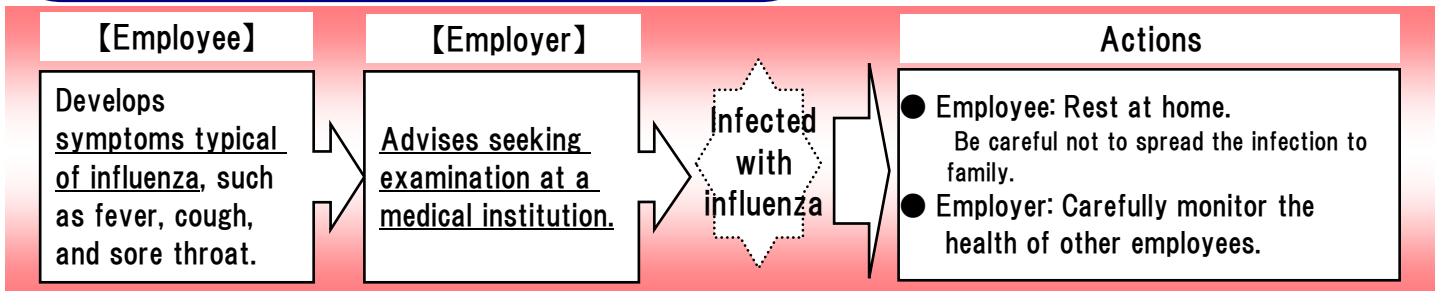 【Employee】
Develops
symptoms typical
of influenza, such
as fever, cough,
and sore throat.
【Employer】
Advises seeking
examination at a
medical institution.
Infected
with
influenza
Actions
● Employee: Rest at home.
Be careful not to spread the infection to
family.
● Employer: Carefully monitor the
health of other employees.